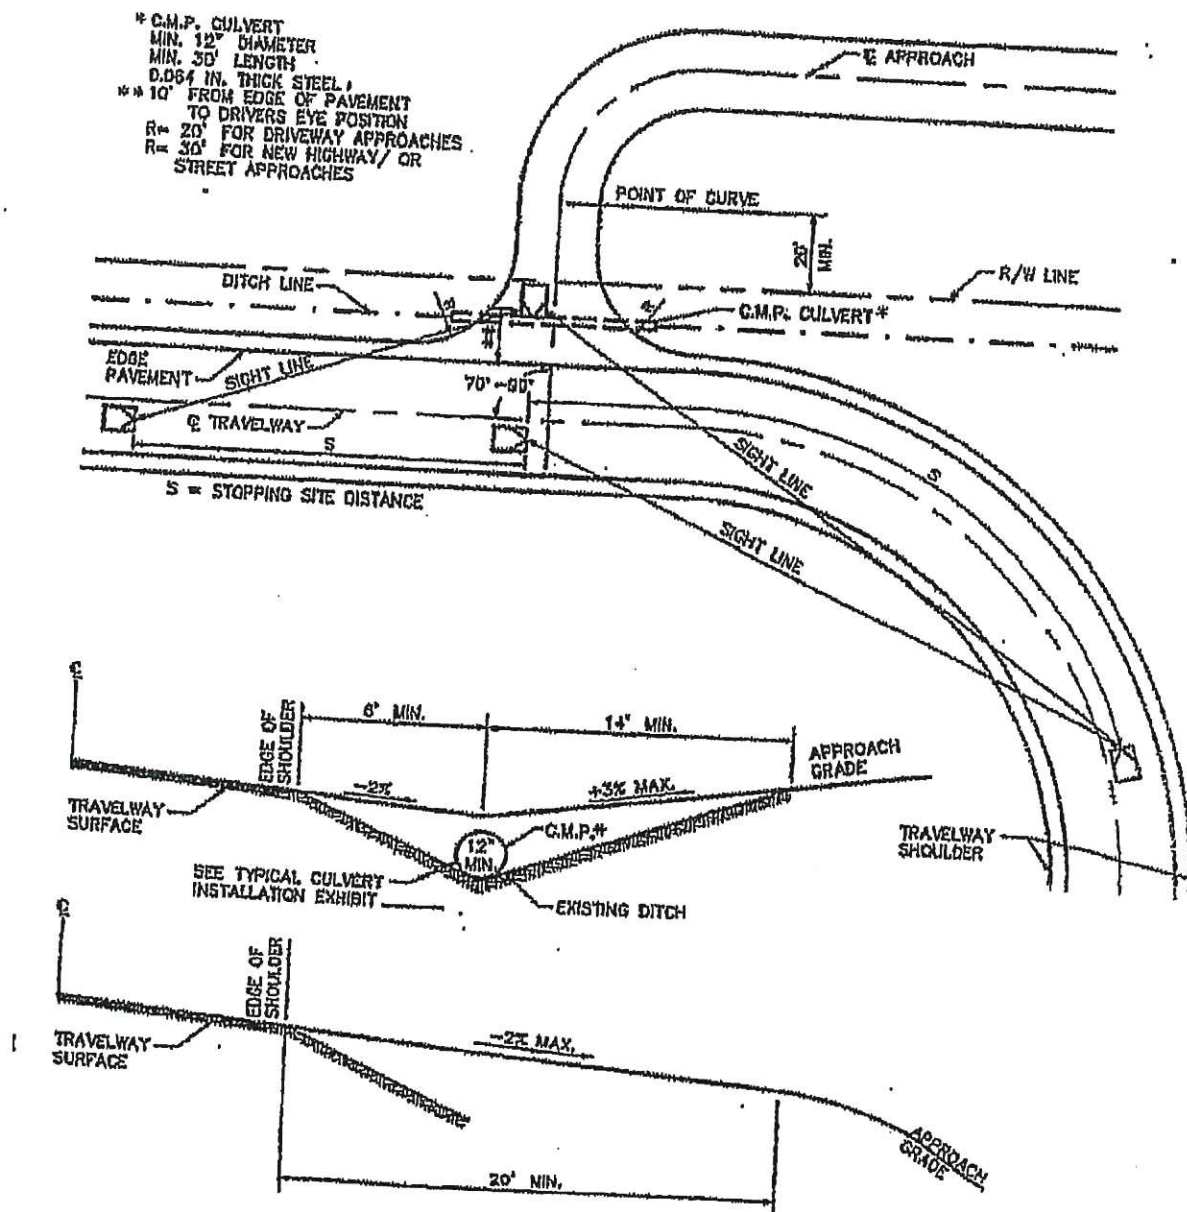 * C.M.P. CULVERT
MIN. 12" DIAMETER
MIN. 30' LENGTH
0.064 IN. THICK STEEL,
** 10' FROM EDGE OF PAVEMENT
TO DRIVERS EYE POSITION
R= 20' FOR DRIVEWAY APPROACHES
R= 30' FOR NEW HIGHWAY/ OR
STREET APPROACHES
℄ APPROACH
POINT OF CURVE
20'
MIN.
R/W LINE
DITCH LINE
R
R
C.M.P. CULVERT*
**
EDGE
PAVEMENT
SIGHT LINE
70°-90°
℄ TRAVELWAY
S
S = STOPPING SITE DISTANCE
SIGHT LINE
S
SIGHT LINE
℄
EDGE OF
SHOULDER
6' MIN.
14' MIN.
APPROACH
GRADE
-2%
+3% MAX.
TRAVELWAY
SURFACE
12"
MIN.
C.M.P.*
SEE TYPICAL CULVERT
INSTALLATION EXHIBIT
EXISTING DITCH
TRAVELWAY
SHOULDER
℄
EDGE OF
SHOULDER
TRAVELWAY
SURFACE
-2% MAX.
APPROACH
GRADE
20' MIN.